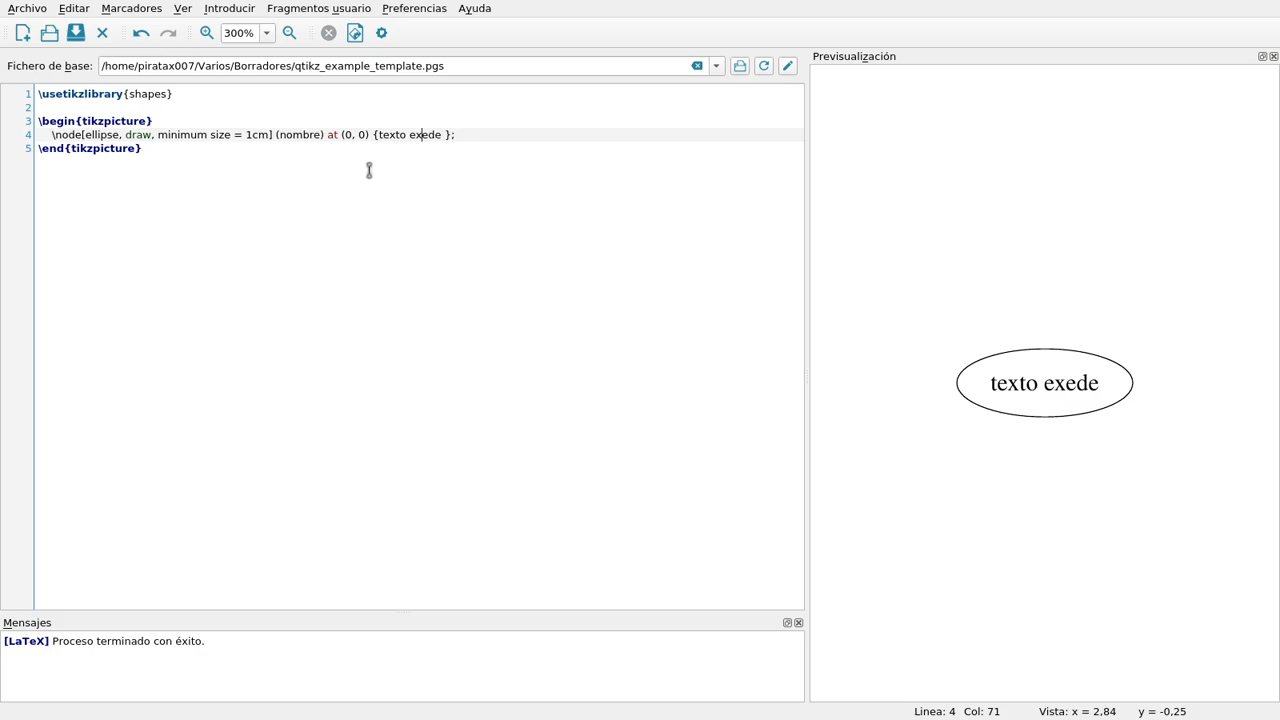 Archivo Editar Marcadores Ver Introducir Fragmentos usuario Preferencias Ayuda
300%
Fichero de base: /home/piratax007/Varios/Borradores/qtikz_example_template.pgs
Previsualización
1 \usetikzlibrary{shapes}
2
3 \begin{tikzpicture}
4 \node[ellipse, draw, minimum size = 1cm] (nombre) at (0, 0) {texto exede };
5 \end{tikzpicture}
texto exede
Mensajes
[LaTeX] Proceso terminado con éxito.
Linea: 4 Col: 71 Vista: x = 2,84 y = -0,25